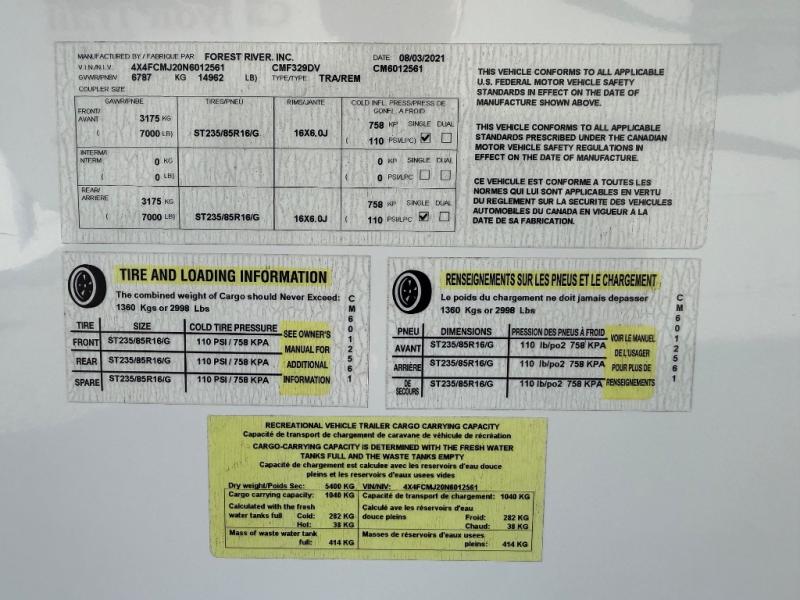 MANUFACTURED BY / FABRIQUE PAR FOREST RIVER, INC. DATE 08/03/2021
V.I.N/N.I.V. 4X4FCMJ20N6012561 CMF329DV CM6012561
GVWR/PNBV 6787 KG 14962 LB) TYPE/TYPE TRA/REM
COUPLER SIZE
GAWR/PNBE TIRES/PNEU RIMS/JANTE COLD INFL. PRESS/PRESS DE GONFL. A FROID
FRONT/ AVANT 3175 KG 758 KP SINGLE DUAL
( 7000 LB) ST235/85R16/G 16X6.0J ( 110 PSI/LPC)
INTERM/ INTERM 0 KG 0 KP SINGLE DUAL
( 0 LB) ( 0 PSI/LPC
REAR/ ARRIERE 3175 KG 758 KP SINGLE DUAL
( 7000 LB) ST235/85R16/G 16X6.0J ( 110 PSI/LPC
THIS VEHICLE CONFORMS TO ALL APPLICABLE
U.S. FEDERAL MOTOR VEHICLE SAFETY
STANDARDS IN EFFECT ON THE DATE OF
MANUFACTURE SHOWN ABOVE.
THIS VEHICLE CONFORMS TO ALL APPLICABLE
STANDARDS PRESCRIBED UNDER THE CANADIAN
MOTOR VEHICLE SAFETY REGULATIONS IN
EFFECT ON THE DATE OF MANUFACTURE.
CE VEHICULE EST CONFORME A TOUTES LES
NORMES QUI LUI SONT APPLICABLES EN VERTU
DU REGLEMENT SUR LA SECURITE DES VEHICULES
AUTOMOBILES DU CANADA EN VIGUEUR A LA
DATE DE SA FABRICATION.
TIRE AND LOADING INFORMATION
The combined weight of Cargo should Never Exceed:
1360 Kgs or 2998 Lbs
TIRE SIZE COLD TIRE PRESSURE
FRONT ST235/85R16/G 110 PSI / 758 KPA
REAR ST235/85R16/G 110 PSI / 758 KPA
SPARE ST235/85R16/G 110 PSI / 758 KPA
SEE OWNER'S
MANUAL FOR
ADDITIONAL
INFORMATION
CM6012561
RENSEIGNEMENTS SUR LES PNEUS ET LE CHARGEMENT
Le poids du chargement ne doit jamais depasser
1360 Kgs or 2998 Lbs
PNEU DIMENSIONS PRESSION DES PNEUS À FROID
AVANT ST235/85R16/G 110 lb/po2 758 KPA
ARRIÈRE ST235/85R16/G 110 lb/po2 758 KPA
DE SECOURS ST235/85R16/G 110 lb/po2 758 KPA
VOIR LE MANUEL
DE L'USAGER
POUR PLUS DE
RENSEIGNEMENTS
CM6012561
RECREATIONAL VEHICLE TRAILER CARGO CARRYING CAPACITY
Capacité de transport de chargement de caravane de véhicule de récréation
CARGO-CARRYING CAPACITY IS DETERMINED WITH THE FRESH WATER
TANKS FULL AND THE WASTE TANKS EMPTY
Capacité de chargement est calculee avec les reservoirs d'eau douce
pleins et les reservoirs d'eaux usees vides
Dry weight/Poids Sec: 5400 KG VIN/NIV: 4X4FCMJ20N6012561
Cargo carrying capacity: 1040 KG Capacité de transport de chargement: 1040 KG
Calculated with the fresh Calculé ave les réservoirs d'eau
water tanks full Cold: 282 KG douce pleins Froid: 282 KG
Hot: 38 KG Chaud: 38 KG
Mass of waste water tank Masses de réservoirs d'eaux usees
full: 414 KG pleins: 414 KG